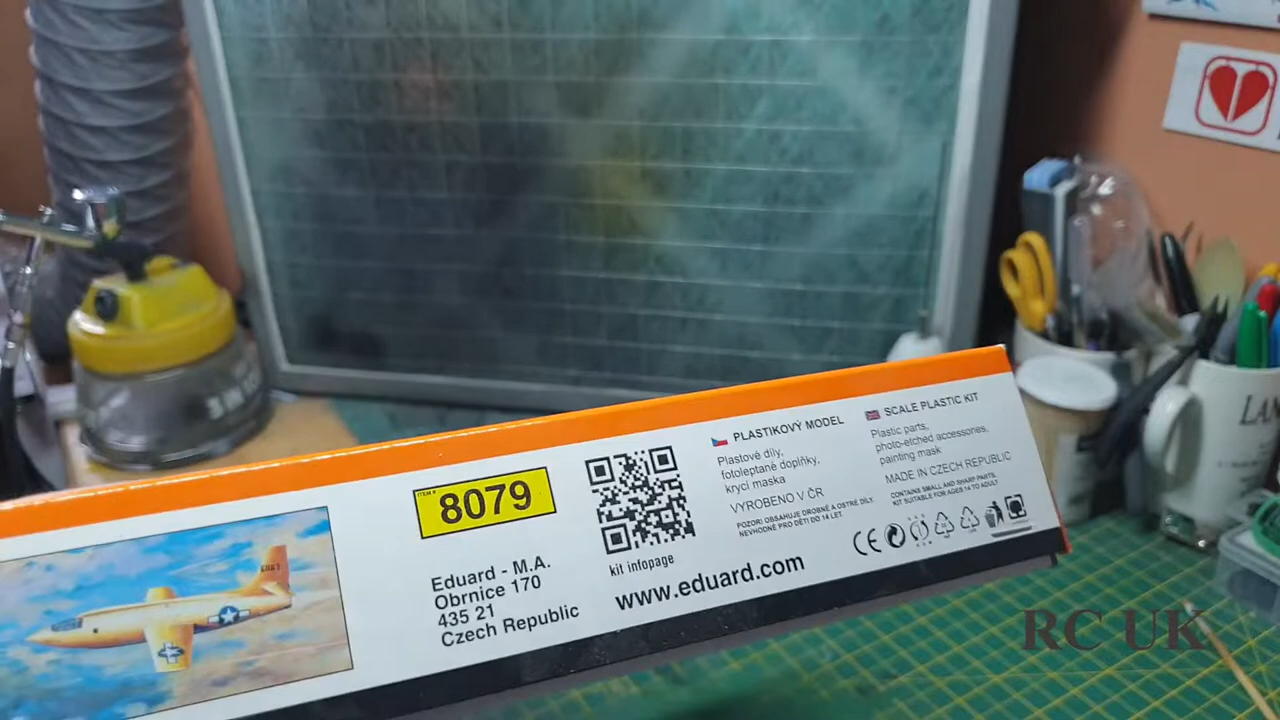 ITEM #
8079
Eduard - M.A.
Obrnice 170
435 21
Czech Republic
kit infopage
www.eduard.com
PLASTIKOVÝ MODEL
Plastové díly,
fotoleptané doplňky,
krycí maska
VYROBENO V ČR
POZOR! OBSAHUJE DROBNÉ A OSTRÉ DÍLY.
NEVHODNÉ PRO DĚTI DO 14 LET.
SCALE PLASTIC KIT
Plastic parts,
photo-etched accessories,
painting mask
MADE IN CZECH REPUBLIC
CONTAINS SMALL AND SHARP PARTS.
KIT SUITABLE FOR AGES 14 TO ADULT
CE
RC UK